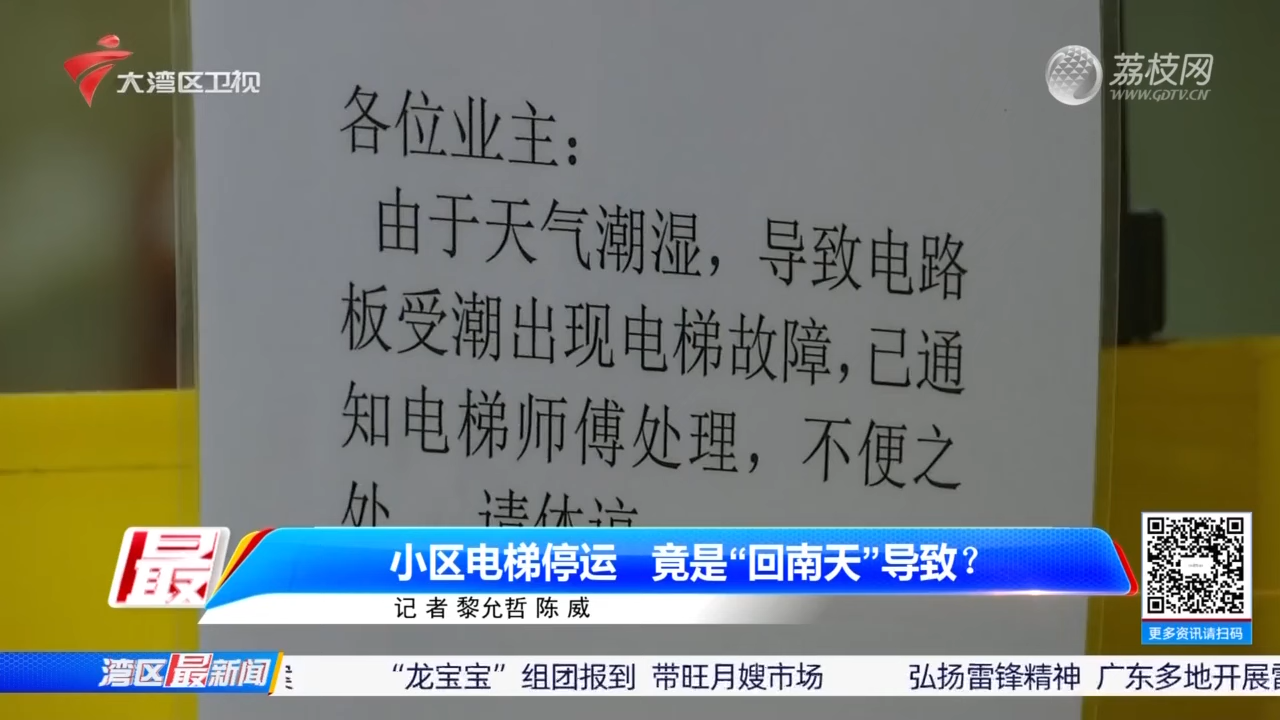 大湾区卫视
荔枝网
WWW.GDTV.CN
各位业主：
由于天气潮湿，导致电路
板受潮出现电梯故障，已通
知电梯师傅处理，不便之
处 请体谅
最
小区电梯停运 竟是“回南天”导致？
记者 黎允哲 陈威
更多资讯请扫码
湾区最新闻
“龙宝宝”组团报到 带旺月嫂市场 弘扬雷锋精神 广东多地开展